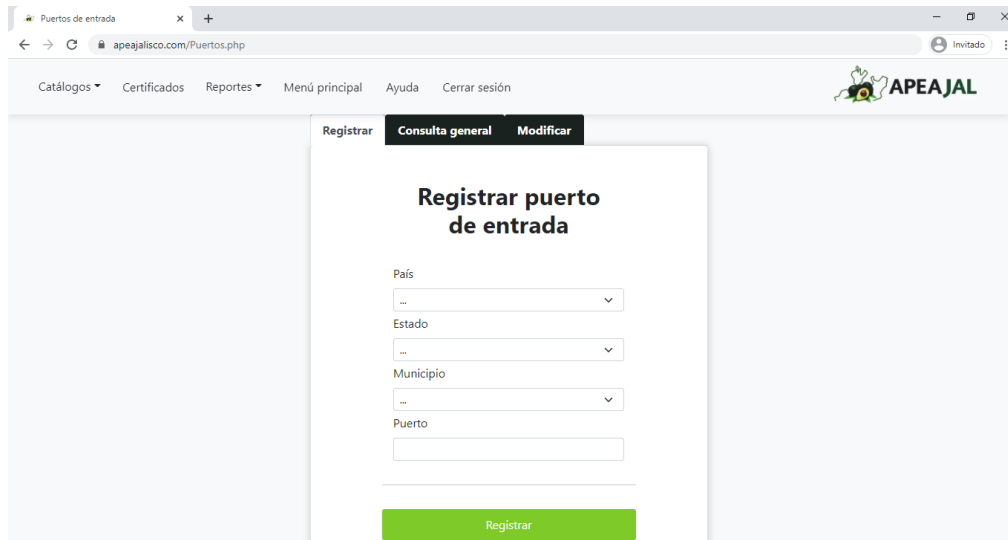 Puertos de entrada
apeajalisco.com/Puertos.php
Invitado
Catálogos Certificados Reportes Menú principal Ayuda Cerrar sesión
APEAJAL
Registrar Consulta general Modificar
Registrar puerto
de entrada
País
...
Estado
...
Municipio
...
Puerto
Registrar